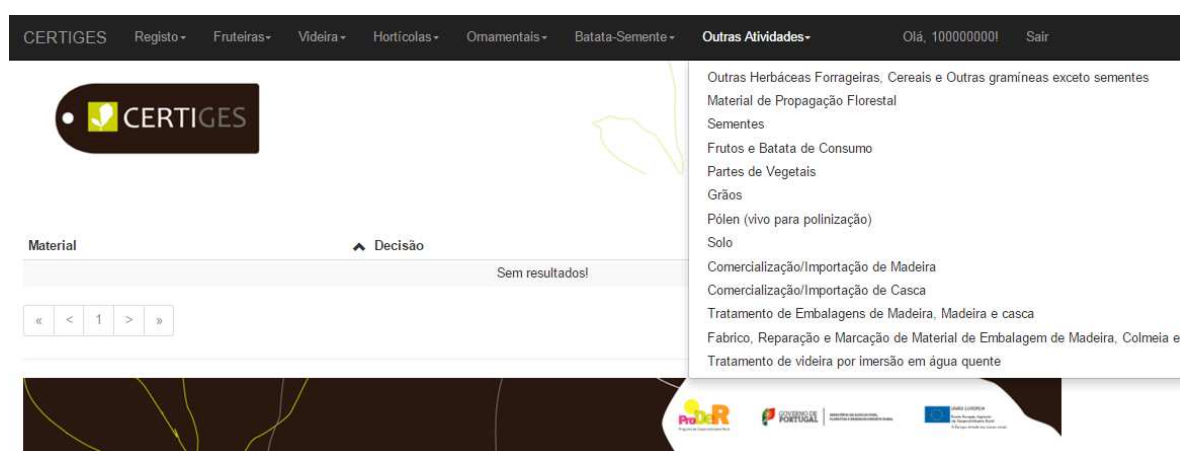 CERTIGES Registo Fruteiras Videira Hortícolas Ornamentais Batata-Semente Outras Atividades Olá, 100000000! Sair
Outras Herbáceas Forrageiras, Cereais e Outras gramíneas exceto sementes
Material de Propagação Florestal
Sementes
Frutos e Batata de Consumo
Partes de Vegetais
Grãos
Pólen (vivo para polinização)
Solo
Comercialização/Importação de Madeira
Comercialização/Importação de Casca
Tratamento de Embalagens de Madeira, Madeira e casca
Fabrico, Reparação e Marcação de Material de Embalagem de Madeira, Colmeia e
Tratamento de videira por imersão em água quente
CERTIGES
Material Decisão
Sem resultados!
« < 1 > »
ProDeR
GOVERNO DE
PORTUGAL
UNIÃO EUROPEIA